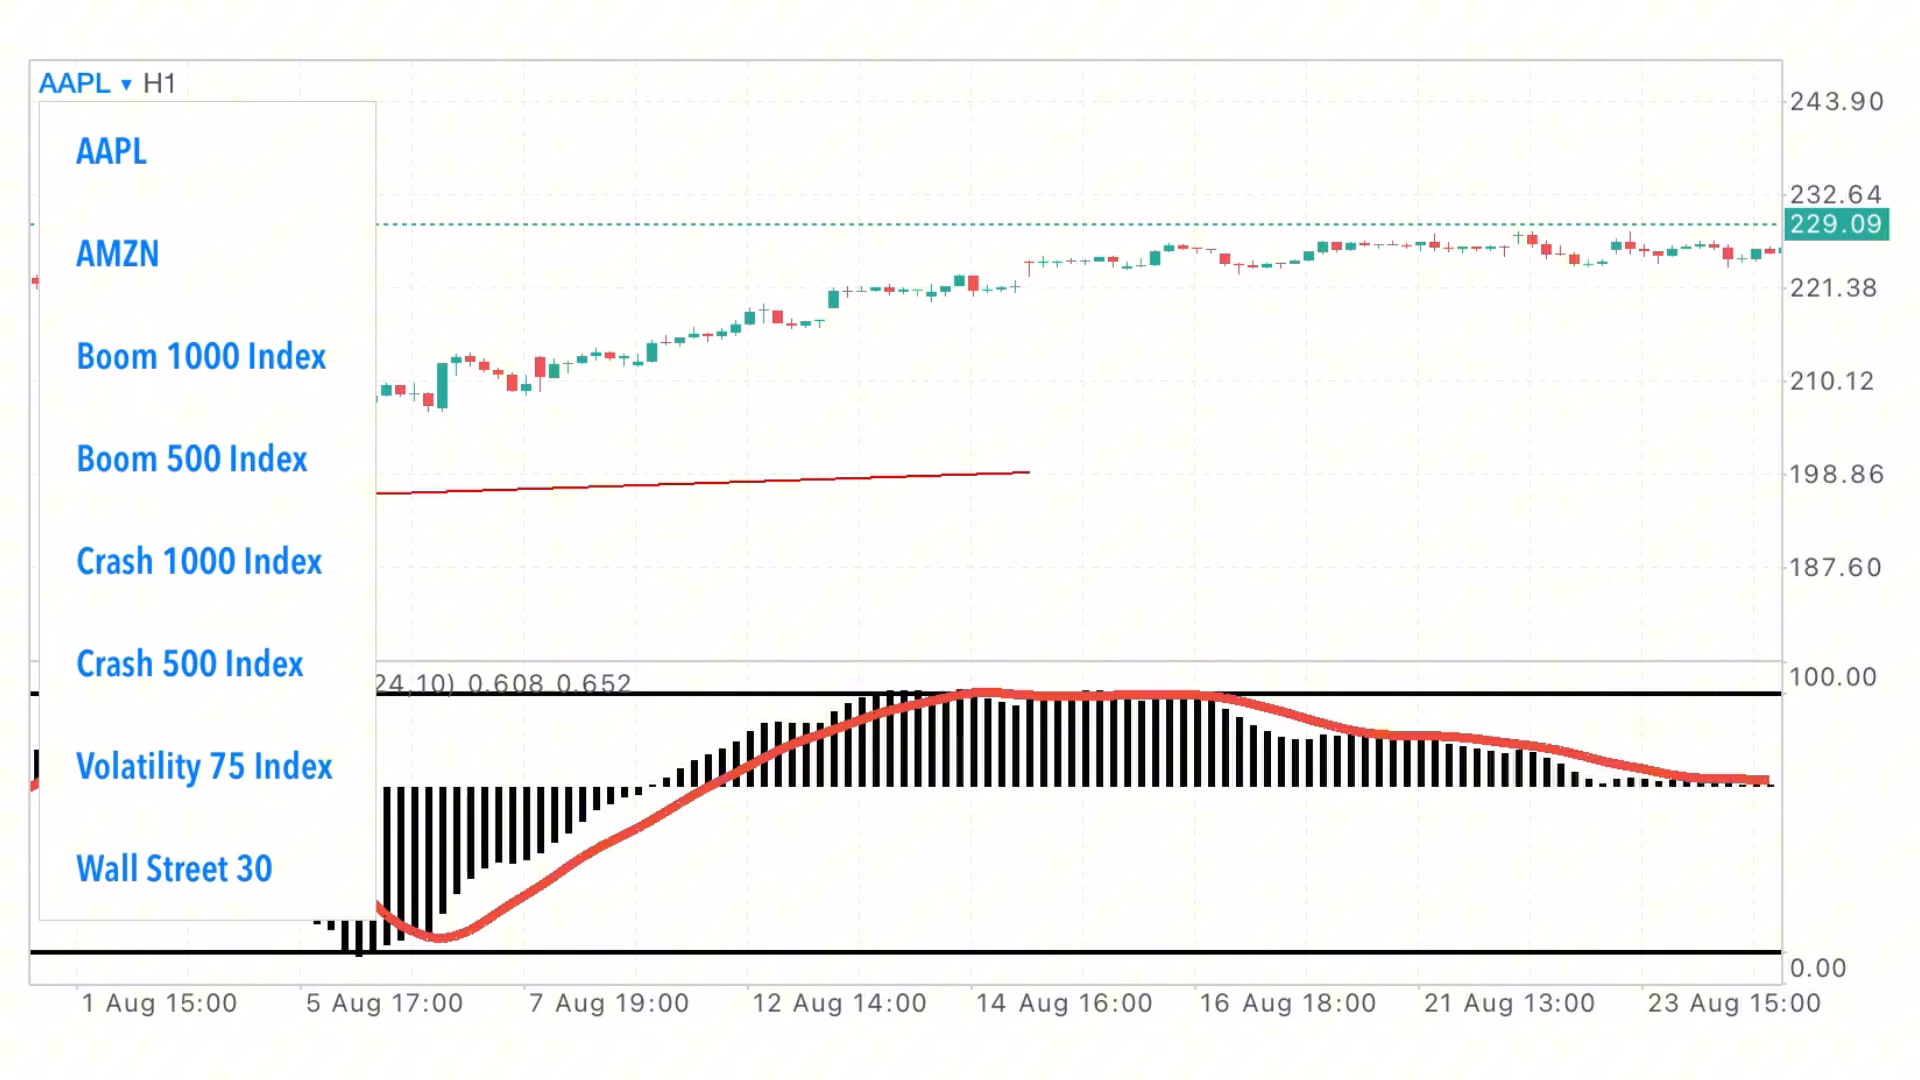 AAPL ▼ H1
AAPL
AMZN
Boom 1000 Index
Boom 500 Index
Crash 1000 Index
Crash 500 Index
Volatility 75 Index
Wall Street 30
243.90
232.64
229.09
221.38
210.12
198.86
187.60
24,10) 0.608 0.652
100.00
0.00
1 Aug 15:00 5 Aug 17:00 7 Aug 19:00 12 Aug 14:00 14 Aug 16:00 16 Aug 18:00 21 Aug 13:00 23 Aug 15:00